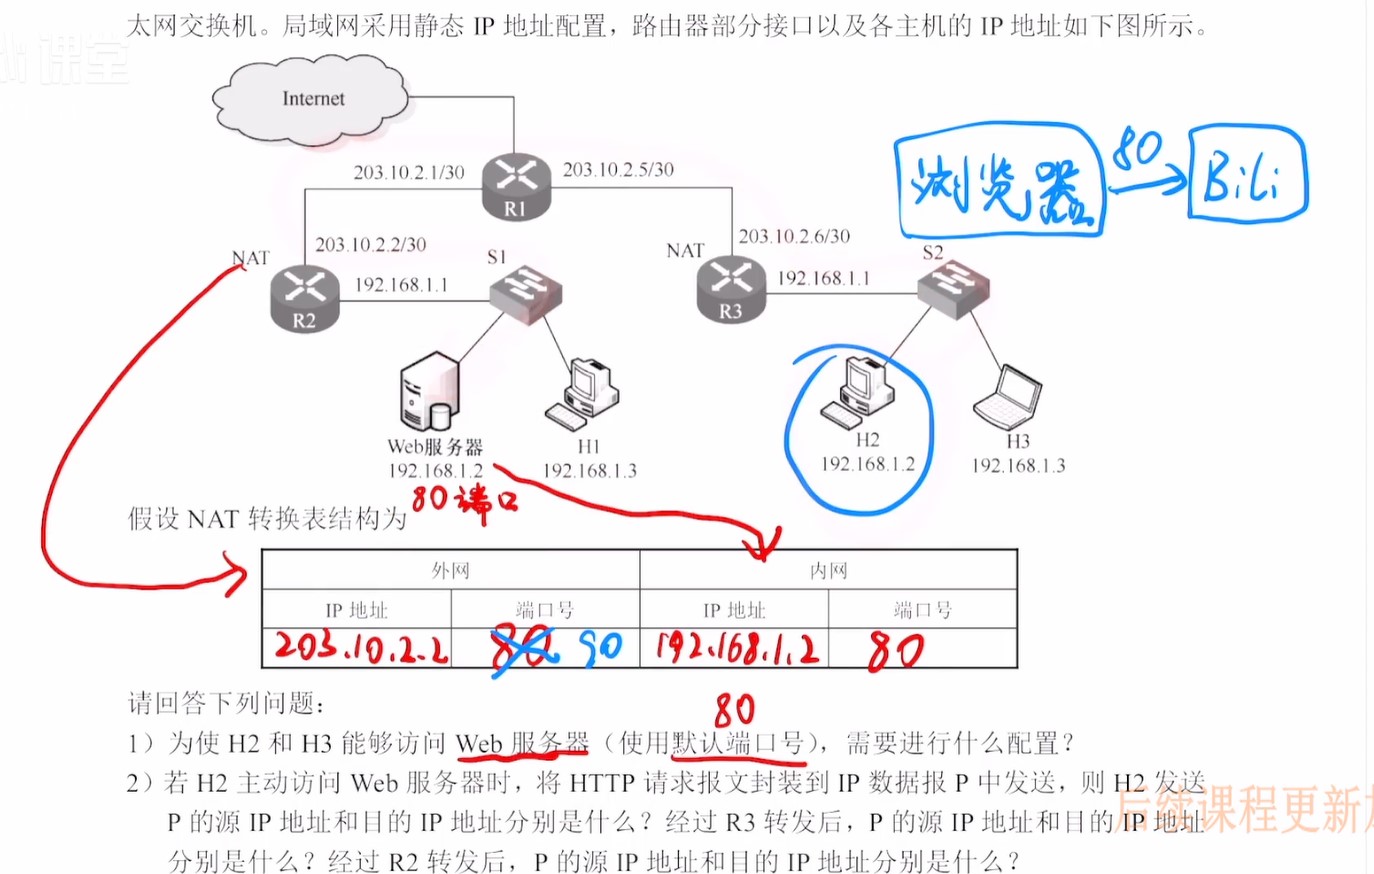 太网交换机。局域网采用静态 IP 地址配置，路由器部分接口以及各主机的 IP 地址如下图所示。
课堂
Internet
203.10.2.1/30
203.10.2.5/30
R1
浏览器
80
Bili
NAT
203.10.2.2/30
S1
NAT
203.10.2.6/30
S2
192.168.1.1
192.168.1.1
R2
R3
Web服务器
192.168.1.2
H1
192.168.1.3
H2
192.168.1.2
H3
192.168.1.3
80 端口
假设 NAT 转换表结构为
外网
内网
IP 地址
端口号
IP 地址
端口号
203.10.2.2
80
90
192.168.1.2
80
请回答下列问题：
80
1）为使 H2 和 H3 能够访问 Web 服务器（使用默认端口号），需要进行什么配置？
2）若 H2 主动访问 Web 服务器时，将 HTTP 请求报文封装到 IP 数据报 P 中发送，则 H2 发送
P 的源 IP 地址和目的 IP 地址分别是什么？经过 R3 转发后，P 的源 IP 地址和目的 IP 地址
分别是什么？经过 R2 转发后，P 的源 IP 地址和目的 IP 地址分别是什么？
后续课程更新